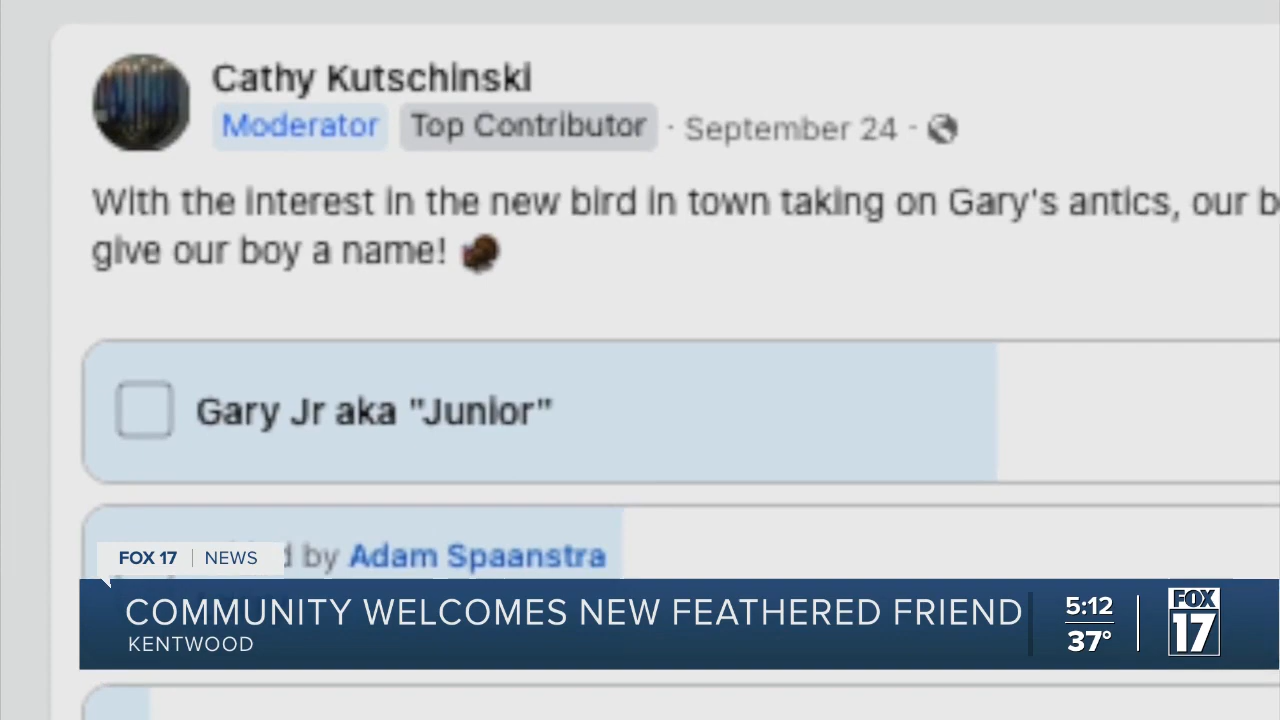 Cathy Kutschinski
Moderator Top Contributor · September 24 ·
With the interest in the new bird in town taking on Gary's antics, our
give our boy a name!
Gary Jr aka "Junior"
by Adam Spaanstra
FOX 17 | NEWS
COMMUNITY WELCOMES NEW FEATHERED FRIEND
KENTWOOD
5:12
37°
FOX
17